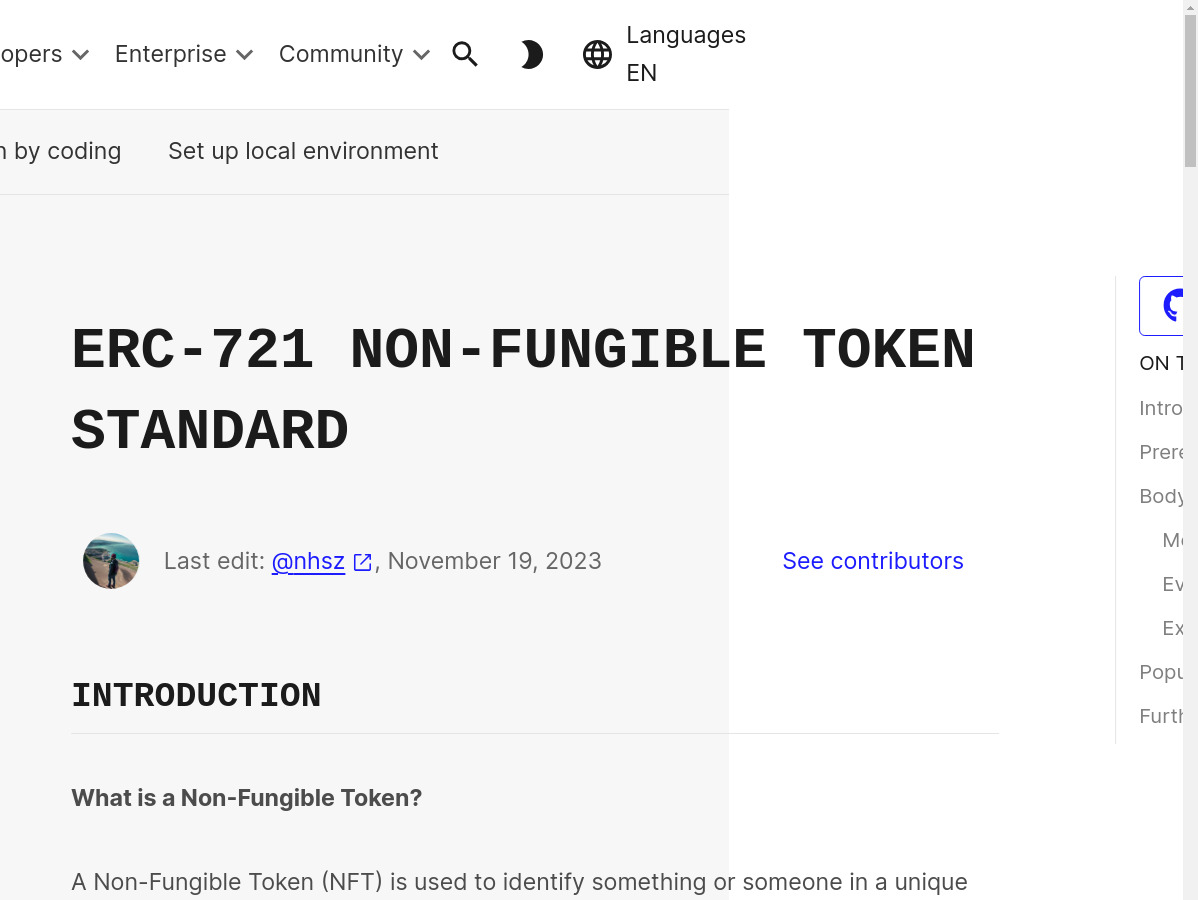 opers Enterprise Community Languages
EN
by coding Set up local environment
ERC-721 NON-FUNGIBLE TOKEN
STANDARD
ON T
Intro
Prere
Body
Last edit: @nhsz, November 19, 2023 See contributors
Ev
Ex
INTRODUCTION
Popu
Furth
What is a Non-Fungible Token?
A Non-Fungible Token (NFT) is used to identify something or someone in a unique